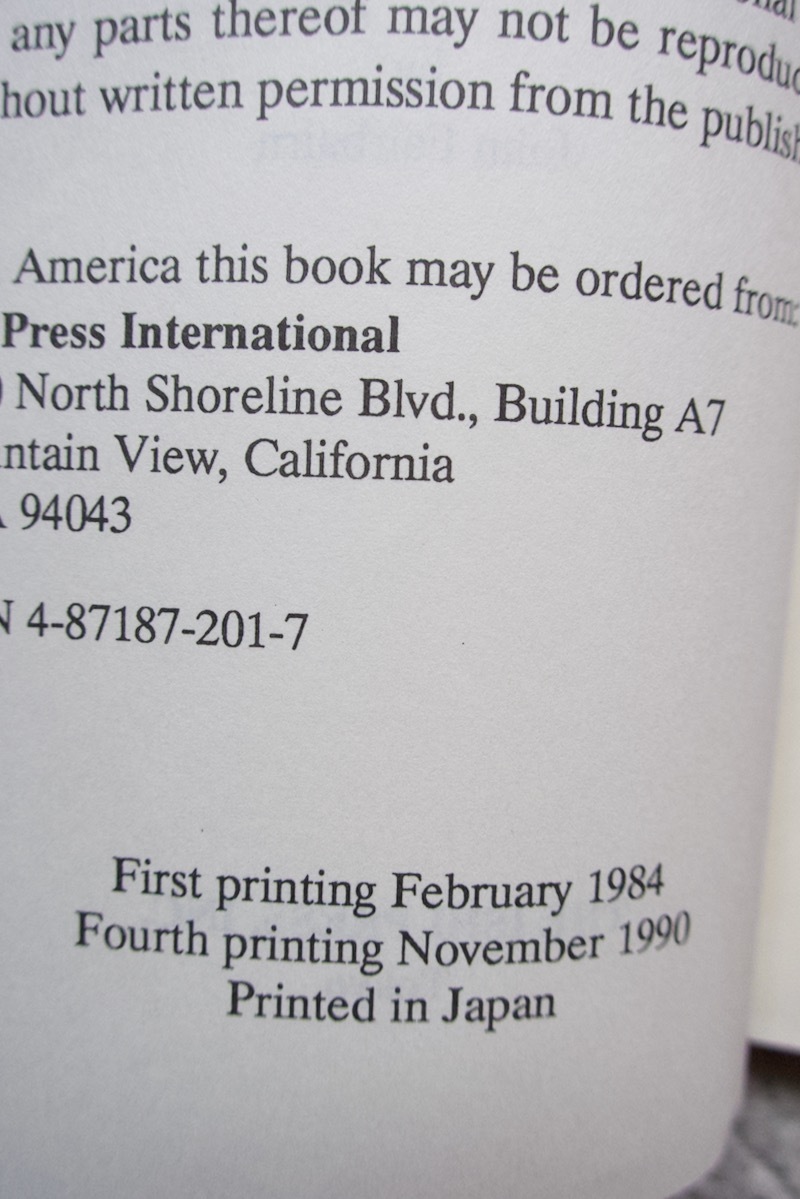 any parts thereof may not be reproduc
hout written permission from the publish
America this book may be ordered from:
Press International
North Shoreline Blvd., Building A7
ntain View, California
94043
N 4-87187-201-7
First printing February 1984
Fourth printing November 1990
Printed in Japan